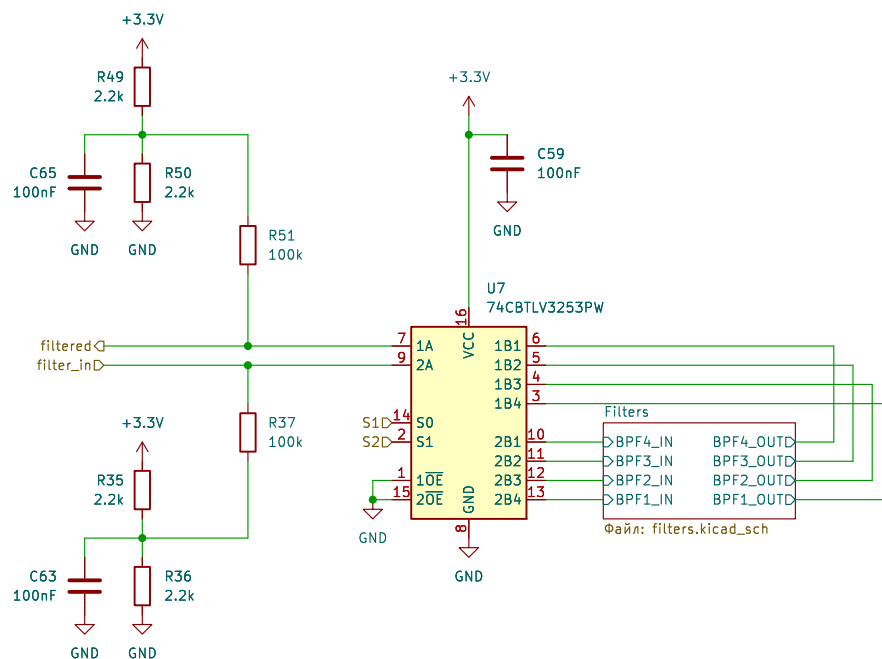 +3.3V
R49
2.2k
C65
100nF
R50
2.2k
GND
GND
R51
100k
+3.3V
C59
100nF
GND
U7
74CBTLV3253PW
filtered
filter_in
7
1A
9
2A
14
S0
2
S1
1
1OE
15
2OE
16
VCC
8
GND
6
1B1
5
1B2
4
1B3
3
1B4
10
2B1
11
2B2
12
2B3
13
2B4
S1
S2
GND
GND
Filters
BPF4_IN
BPF4_OUT
BPF3_IN
BPF3_OUT
BPF2_IN
BPF2_OUT
BPF1_IN
BPF1_OUT
Файл: filters.kicad_sch
R37
100k
+3.3V
R35
2.2k
C63
100nF
R36
2.2k
GND
GND